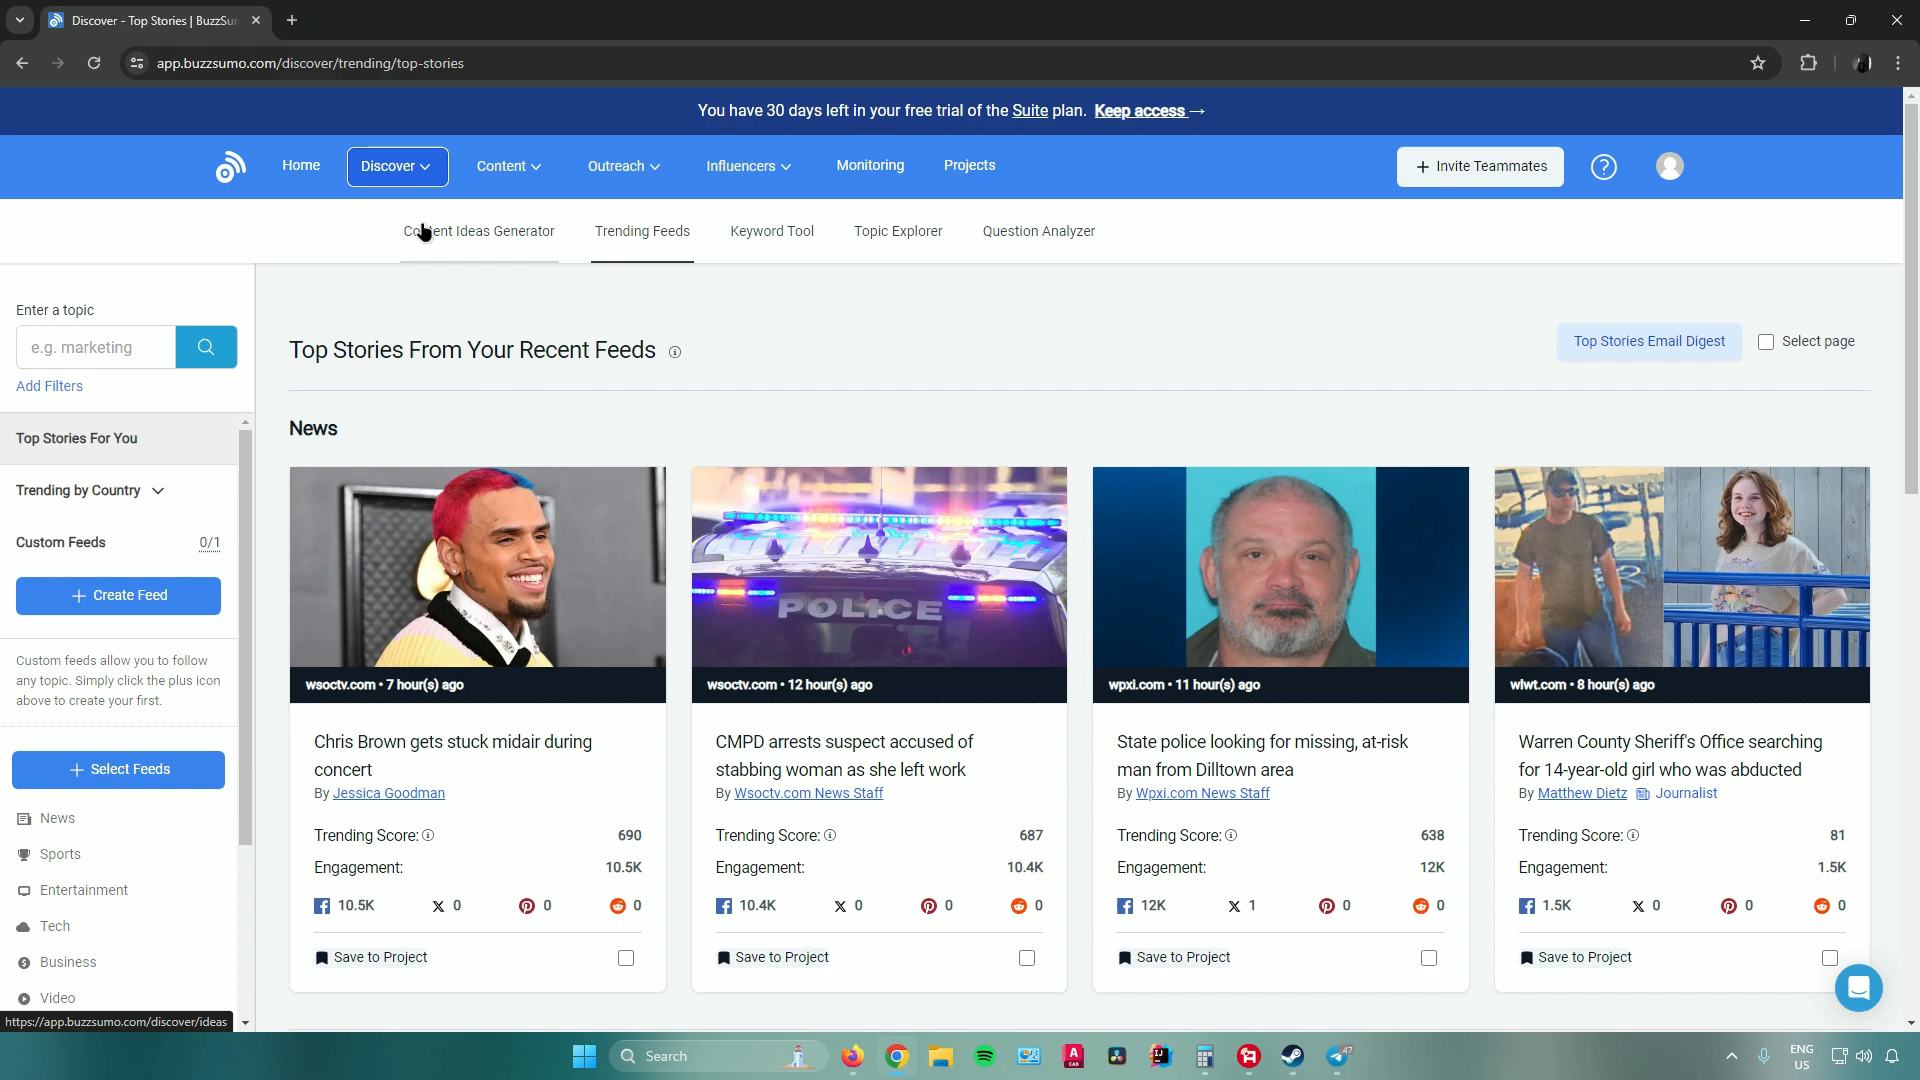 Discover - Top Stories | BuzzSu
app.buzzsumo.com/discover/trending/top-stories
You have 30 days left in your free trial of the Suite plan. Keep access →
Home Discover Content Outreach Influencers Monitoring Projects + Invite Teammates ?
Content Ideas Generator Trending Feeds Keyword Tool Topic Explorer Question Analyzer
Enter a topic
e.g. marketing
Add Filters
Top Stories For You
Trending by Country
Custom Feeds 0/1
+ Create Feed
Custom feeds allow you to follow
any topic. Simply click the plus icon
above to create your first.
+ Select Feeds
News
Sports
Entertainment
Tech
Business
Video
https://app.buzzsumo.com/discover/ideas
Top Stories From Your Recent Feeds
Top Stories Email Digest Select page
News
wsoctv.com • 7 hour(s) ago
Chris Brown gets stuck midair during
concert
By Jessica Goodman
Trending Score: 690
Engagement: 10.5K
10.5K 0 0 0
Save to Project
POLICE
wsoctv.com • 12 hour(s) ago
CMPD arrests suspect accused of
stabbing woman as she left work
By Wsoctv.com News Staff
Trending Score: 687
Engagement: 10.4K
10.4K 0 0 0
Save to Project
wpxi.com • 11 hour(s) ago
State police looking for missing, at-risk
man from Dilltown area
By Wpxi.com News Staff
Trending Score: 638
Engagement: 12K
12K 1 0 0
Save to Project
wlwt.com • 8 hour(s) ago
Warren County Sheriff's Office searching
for 14-year-old girl who was abducted
By Matthew Dietz Journalist
Trending Score: 81
Engagement: 1.5K
1.5K 0 0 0
Save to Project
Search
47
ENG
US